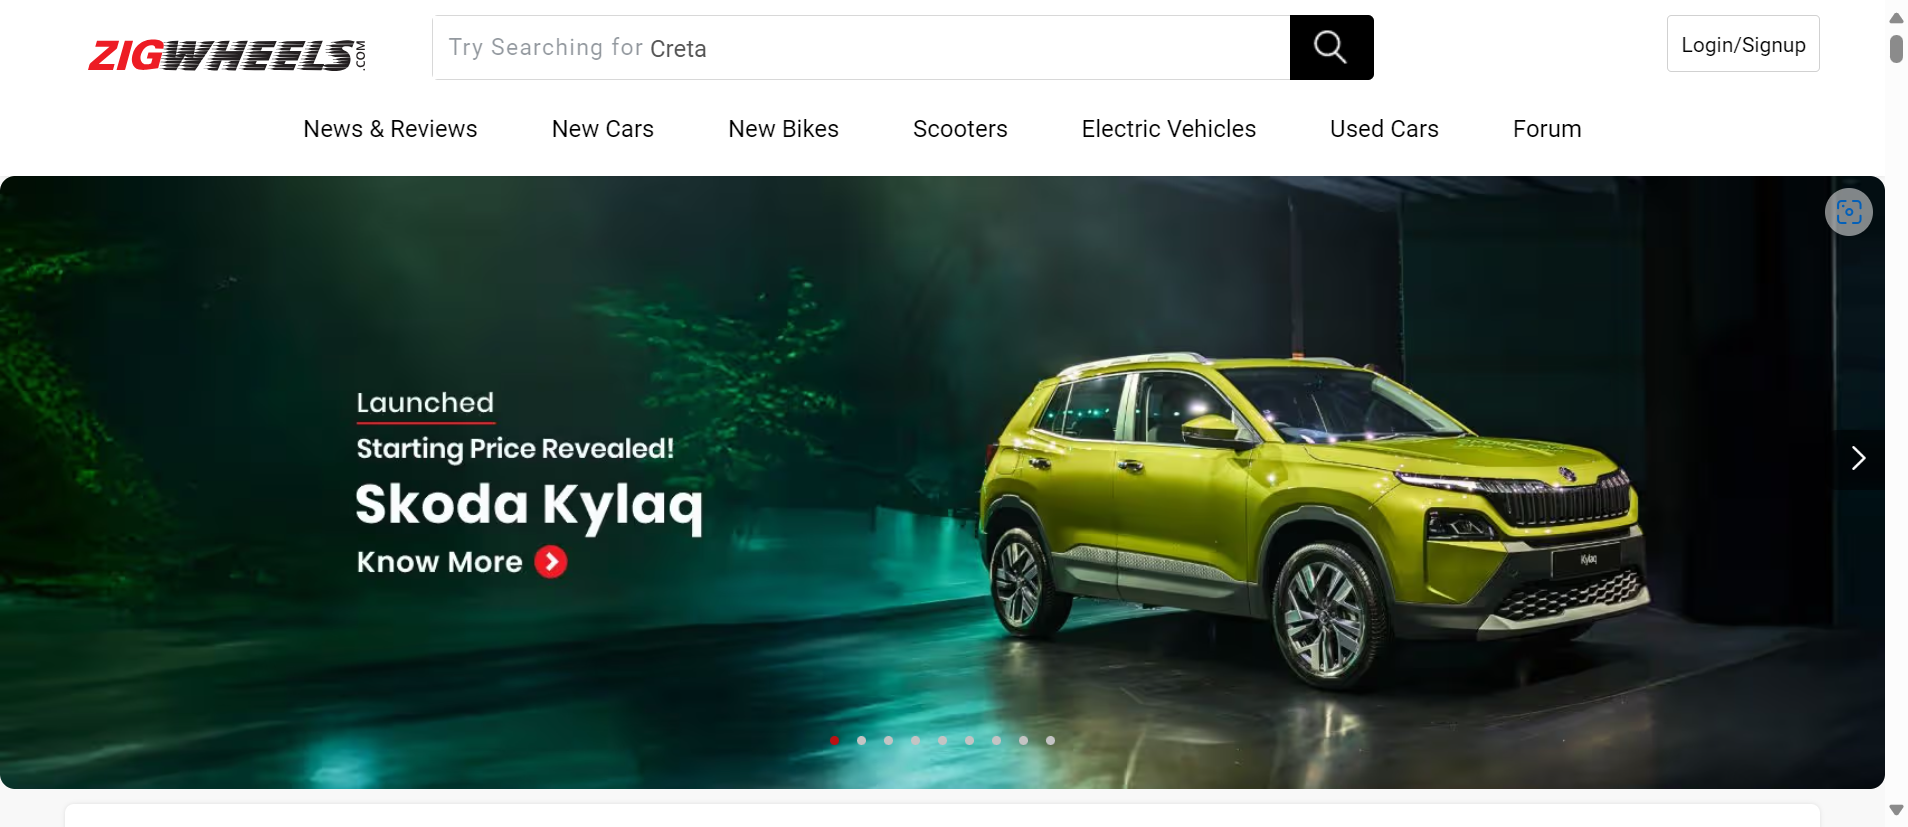 ZIGWHEELS.COM
Try Searching for Creta
Login/Signup
News & Reviews
New Cars
New Bikes
Scooters
Electric Vehicles
Used Cars
Forum
Launched
Starting Price Revealed!
Skoda Kylaq
Know More
Kylaq